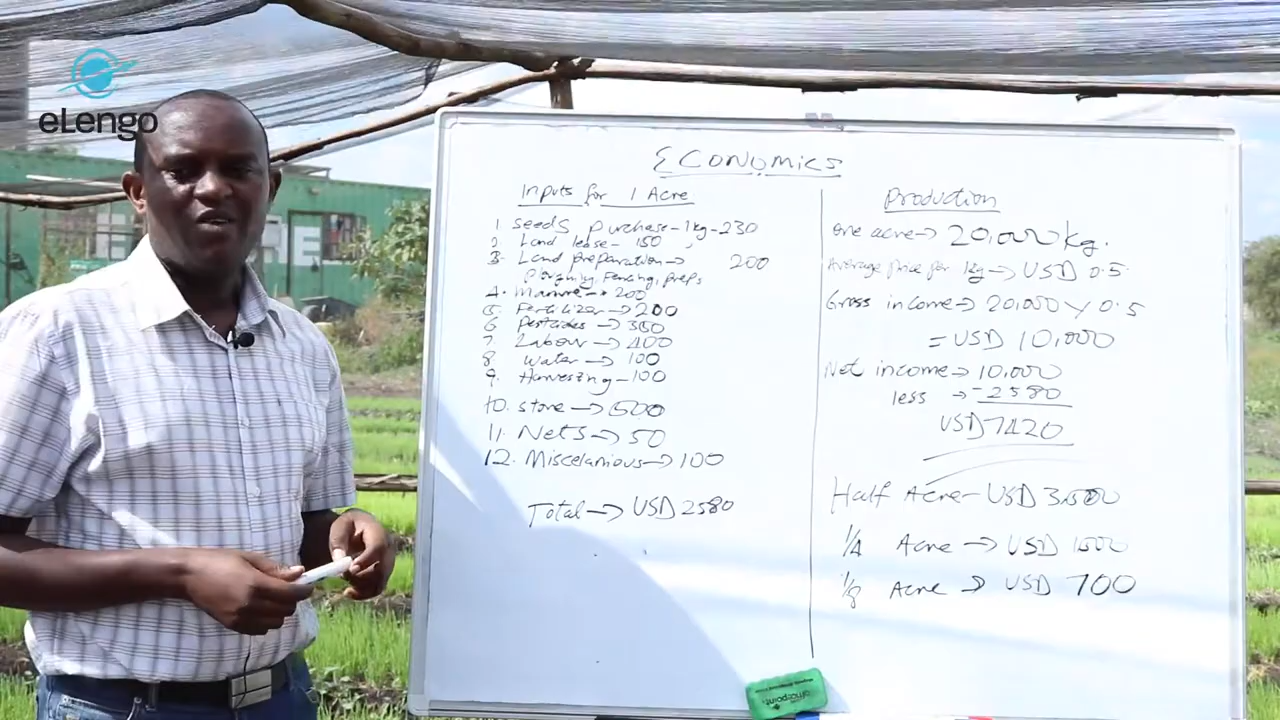 eLengo
ECONOMICS
Inputs for 1 Acre
1 Seeds purchase - 1kg - 230
2. Land lease - 150
3. Land preparation → 200
Ploughing, Fencing, preps
4. Manure → 200
5. Fertilizer → 200
6. Pesticides → 350
7. Labour → 400
8. Water → 100
9. Harvesting - 100
10. Store → 500
11. Nets → 50
12. Miscelanious → 100
Total → USD 2580
Production
One acre → 20,000 kg.
Average price per 1kg → USD 0.5
Gross income → 20,000 × 0.5
= USD 10,000
Net income → 10,000
less → - 2580
USD 7420
Half Acre - USD 3,500
1/4 Acre → USD 1500
1/8 Acre → USD 700
officepoint